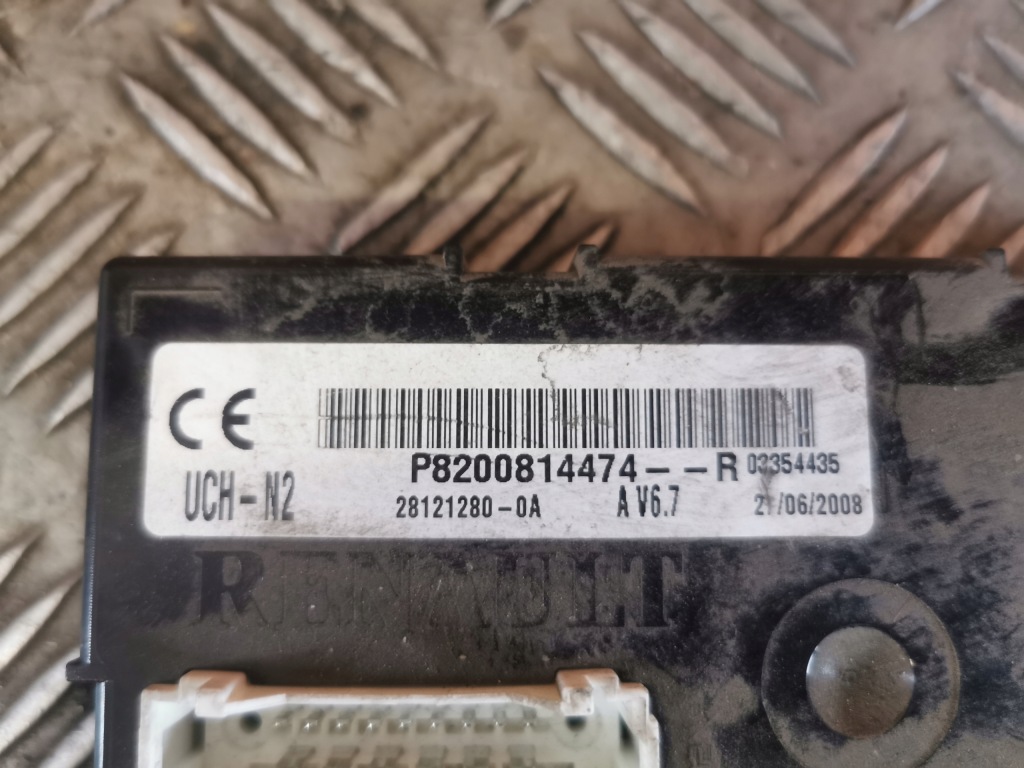 CE
P8200814474--R 03354435
UCH-N2 28121280-0A A V6.7 21/06/2008
RENAULT